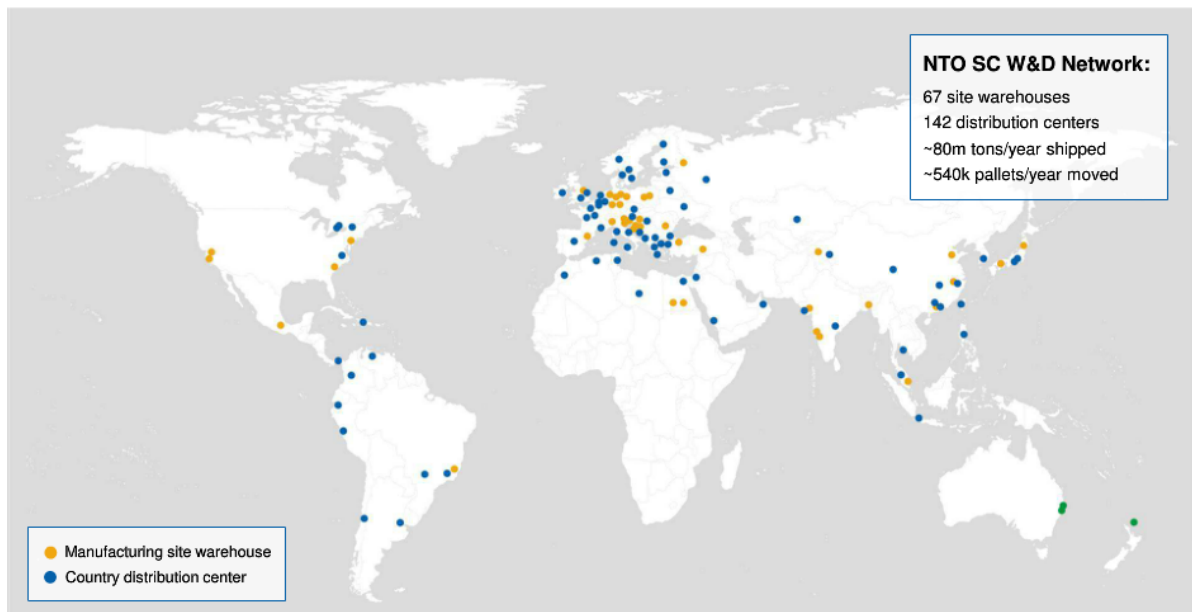 NTO SC W&D Network:
67 site warehouses
142 distribution centers
~80m tons/year shipped
~540k pallets/year moved
Manufacturing site warehouse
Country distribution center